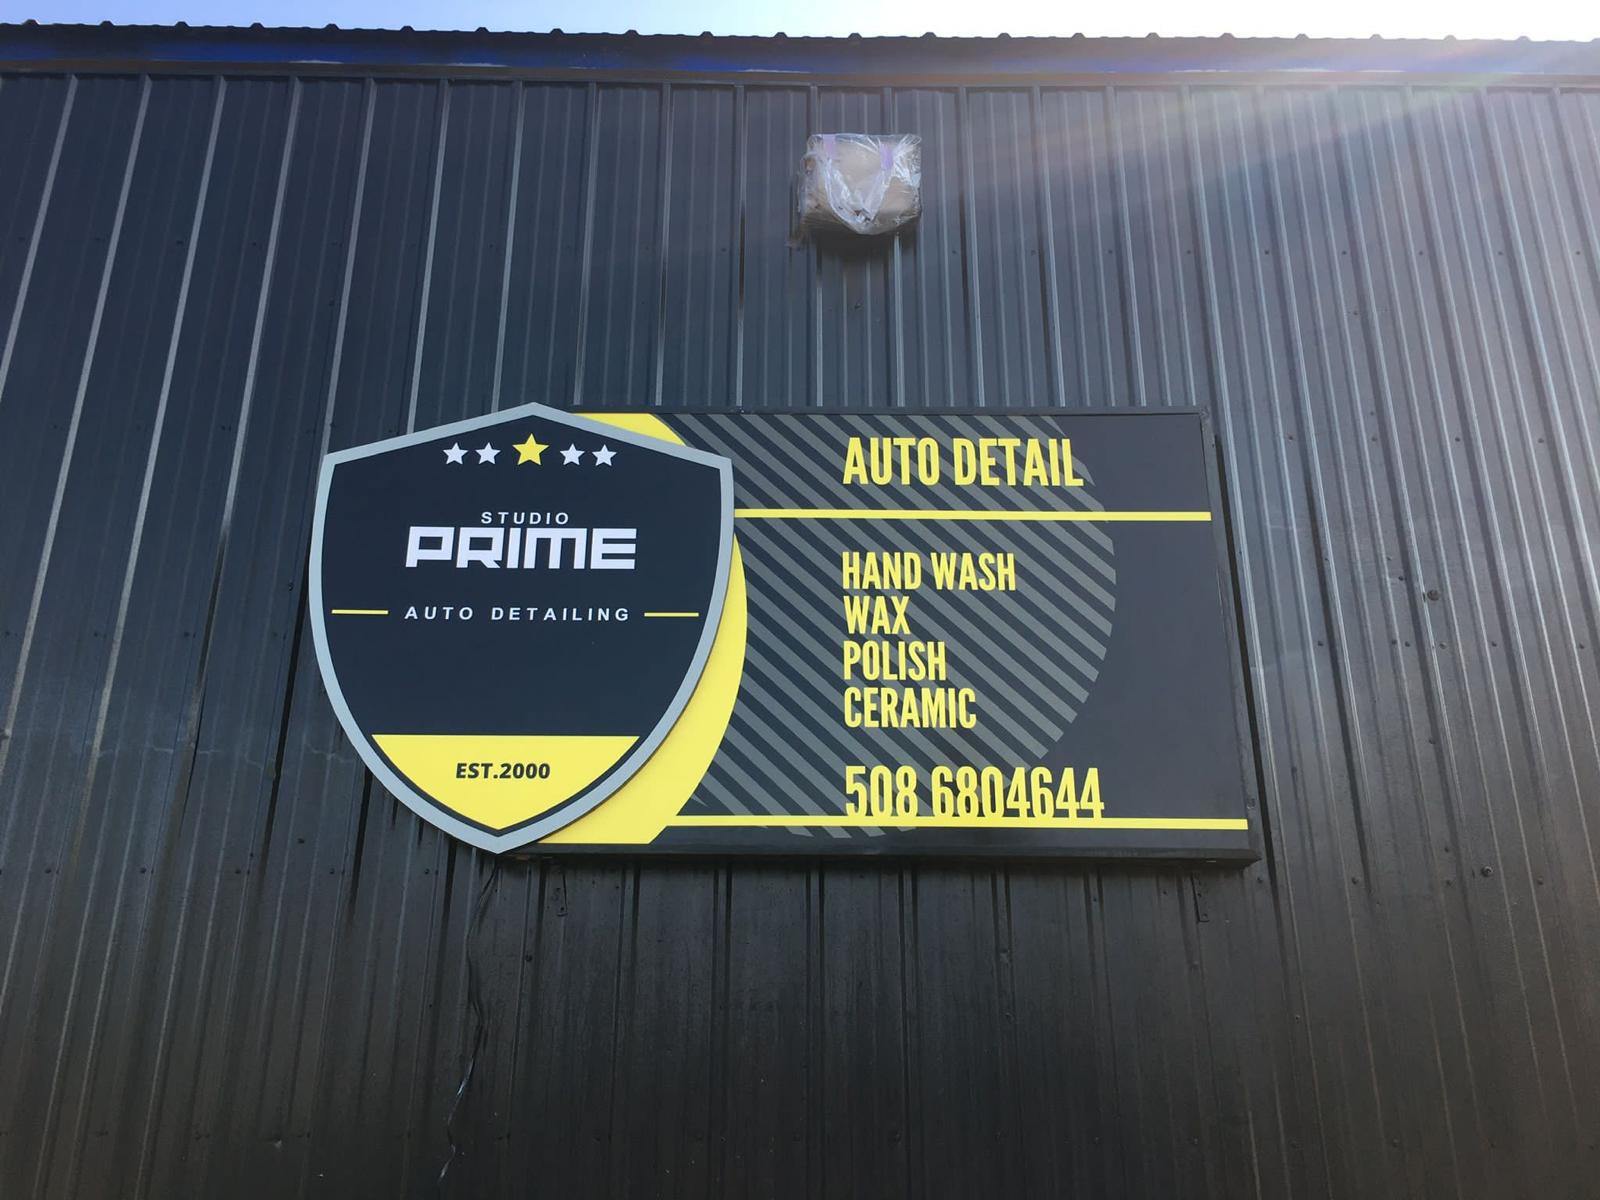 STUDIO
PRIME
AUTO DETAILING
EST.2000
AUTO DETAIL
HAND WASH
WAX
POLISH
CERAMIC
508 6804644